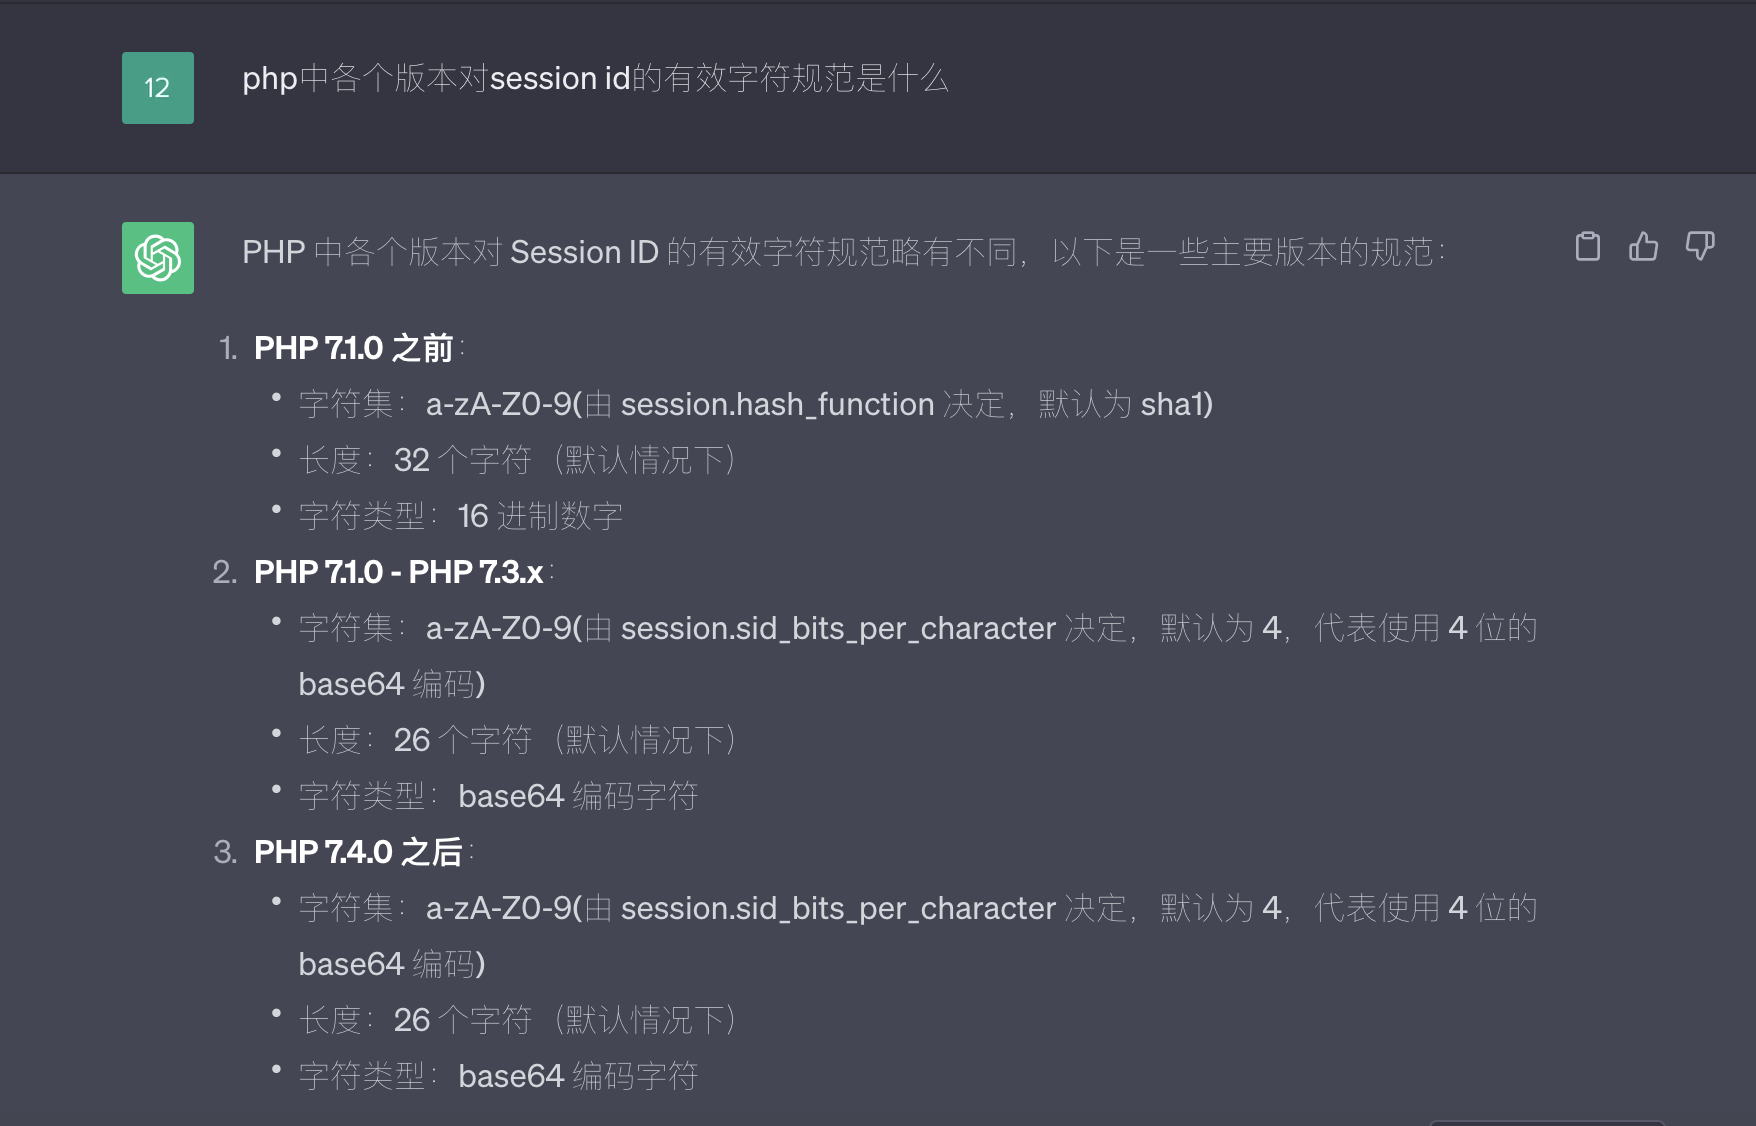 12
php中各个版本对session id的有效字符规范是什么
PHP 中各个版本对 Session ID 的有效字符规范略有不同，以下是一些主要版本的规范：
1. PHP 7.1.0 之前：
• 字符集：a-zA-Z0-9(由 session.hash_function 决定，默认为 sha1)
• 长度：32 个字符（默认情况下）
• 字符类型：16 进制数字
2. PHP 7.1.0 - PHP 7.3.x：
• 字符集：a-zA-Z0-9(由 session.sid_bits_per_character 决定，默认为 4，代表使用 4 位的
base64 编码)
• 长度：26 个字符（默认情况下）
• 字符类型：base64 编码字符
3. PHP 7.4.0 之后：
• 字符集：a-zA-Z0-9(由 session.sid_bits_per_character 决定，默认为 4，代表使用 4 位的
base64 编码)
• 长度：26 个字符（默认情况下）
• 字符类型：base64 编码字符